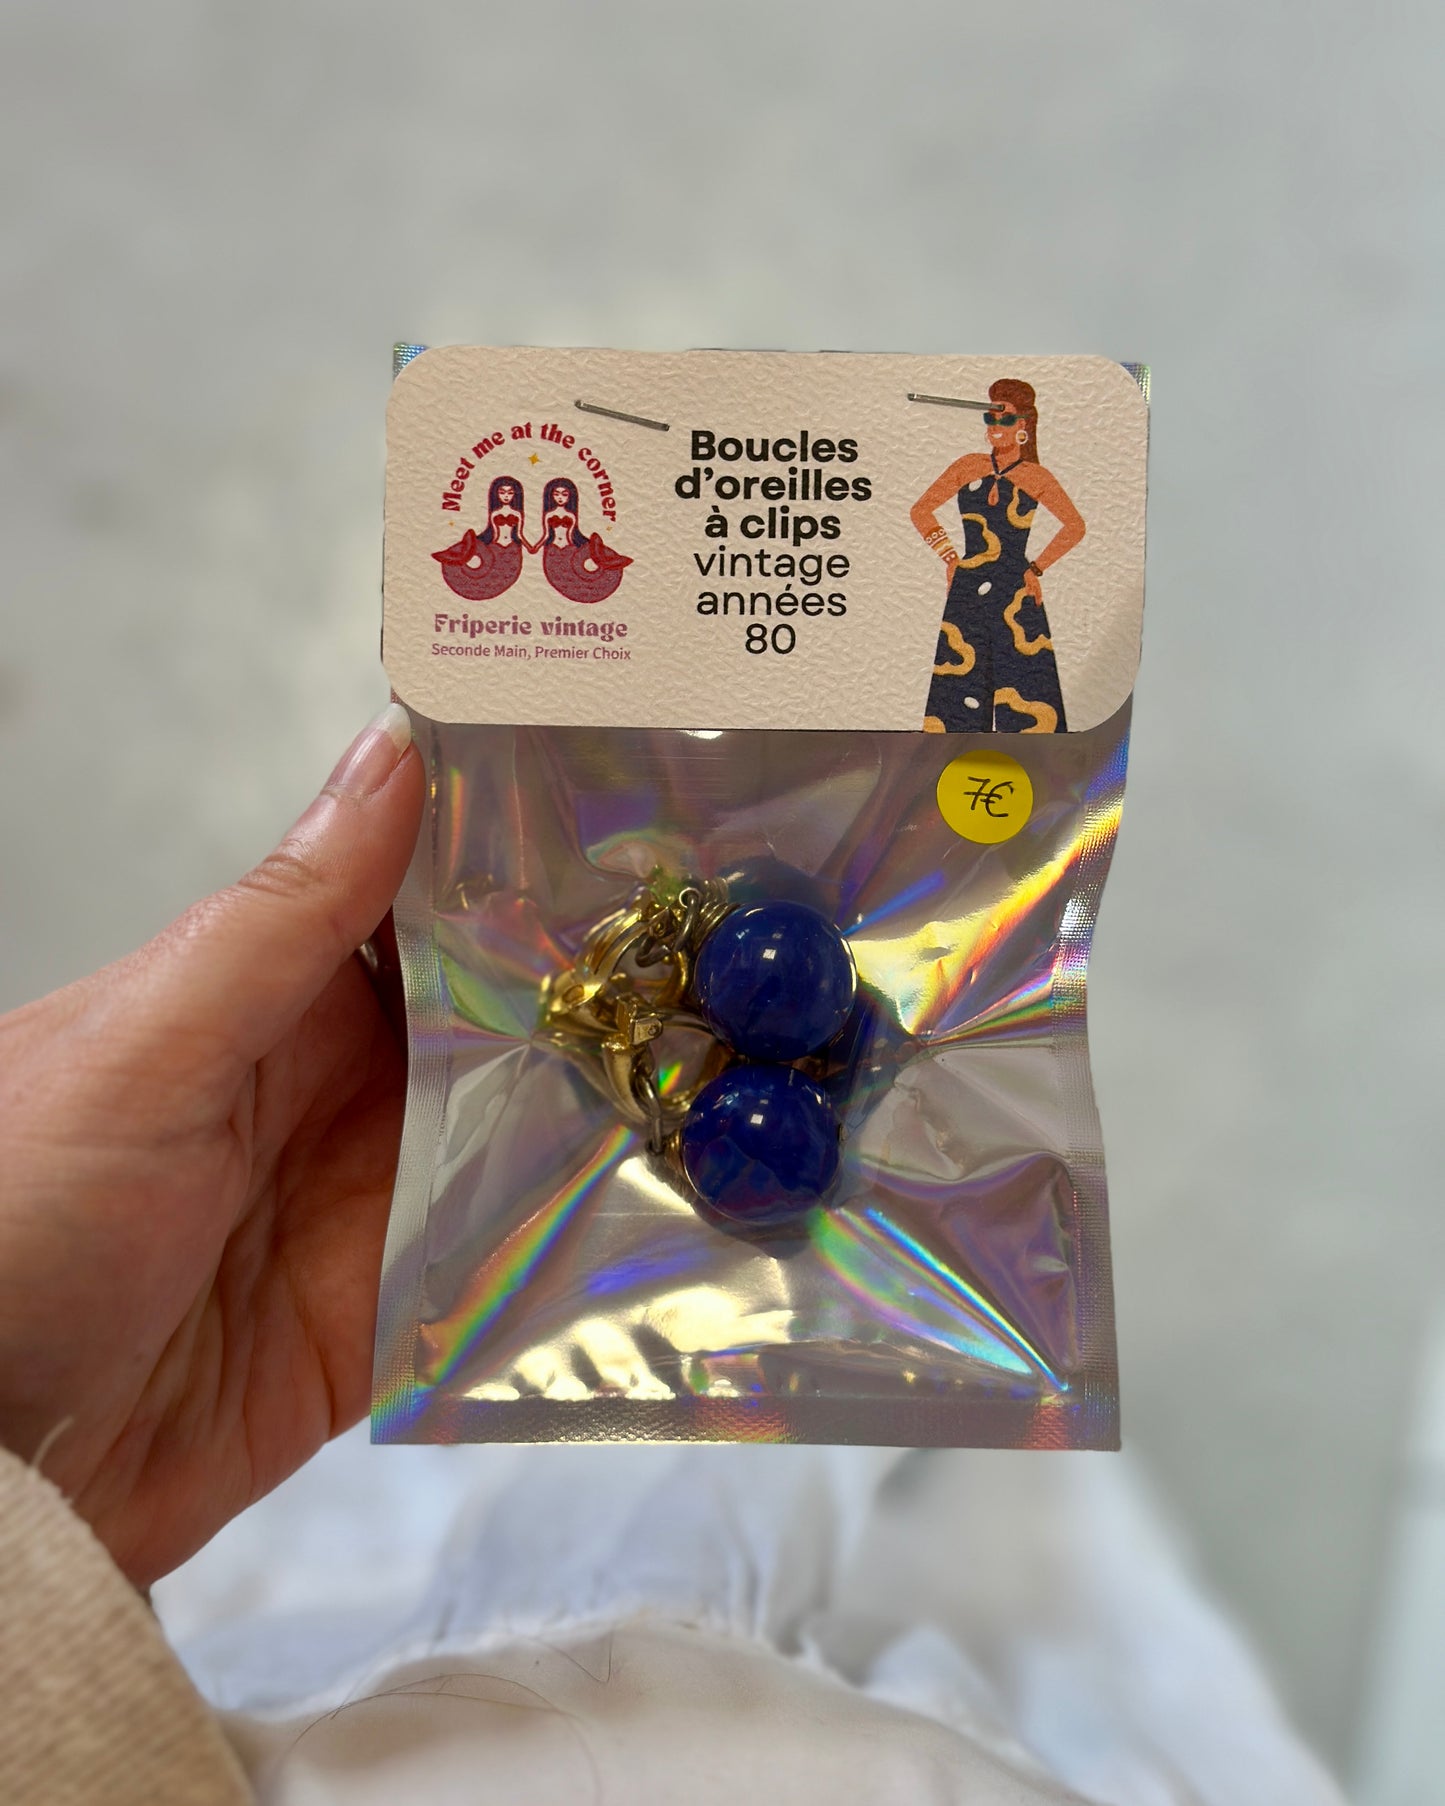 Meet me at the corner
Friperie vintage
Seconde Main, Premier Choix
Boucles
d'oreilles
à clips
vintage
années
80
7€